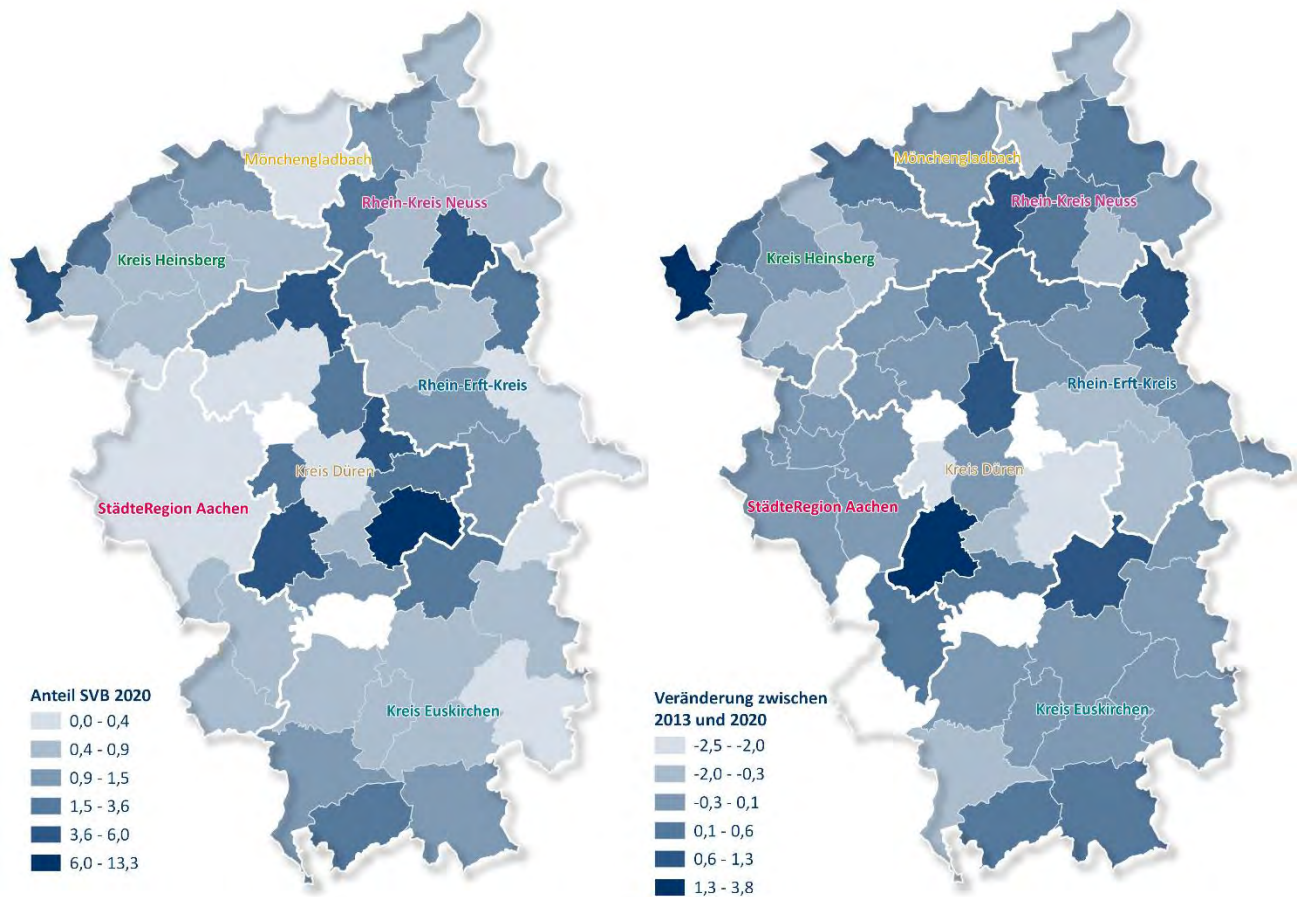 Mönchengladbach
Rhein-Kreis Neuss
Kreis Heinsberg
Rhein-Erft-Kreis
Kreis Düren
StädteRegion Aachen
Kreis Euskirchen
Anteil SVB 2020
0,0 - 0,4
0,4 - 0,9
0,9 - 1,5
1,5 - 3,6
3,6 - 6,0
6,0 - 13,3
Mönchengladbach
Rhein-Kreis Neuss
Kreis Heinsberg
Rhein-Erft-Kreis
Kreis Düren
StädteRegion Aachen
Kreis Euskirchen
Veränderung zwischen
2013 und 2020
-2,5 - -2,0
-2,0 - -0,3
-0,3 - 0,1
0,1 - 0,6
0,6 - 1,3
1,3 - 3,8